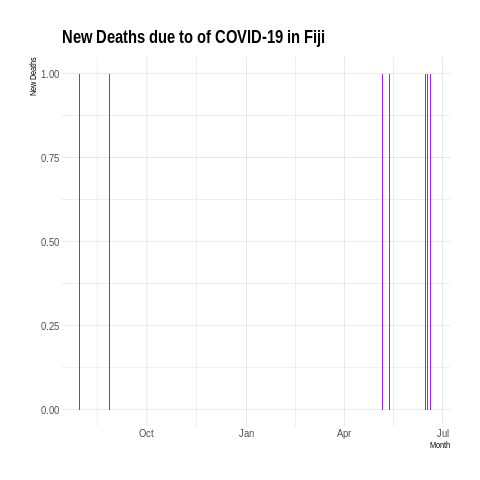 New Deaths due to of COVID-19 in Fiji
New Deaths
1.00
0.75
0.50
0.25
0.00
Oct Jan Apr Jul
Month